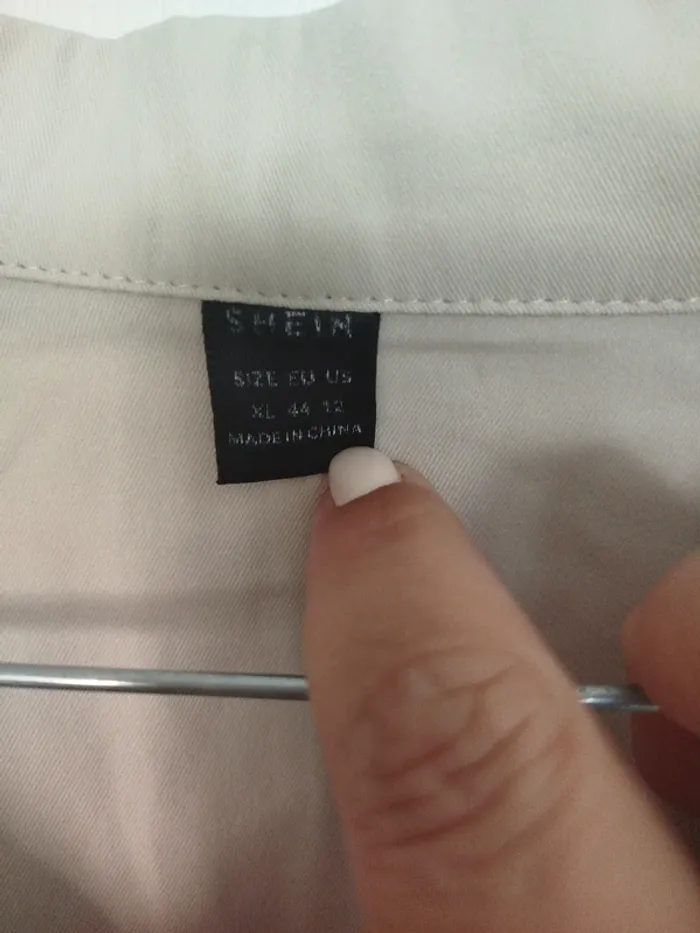 SHEIN
SIZE EU US
XL 44 12
MADE IN CHINA